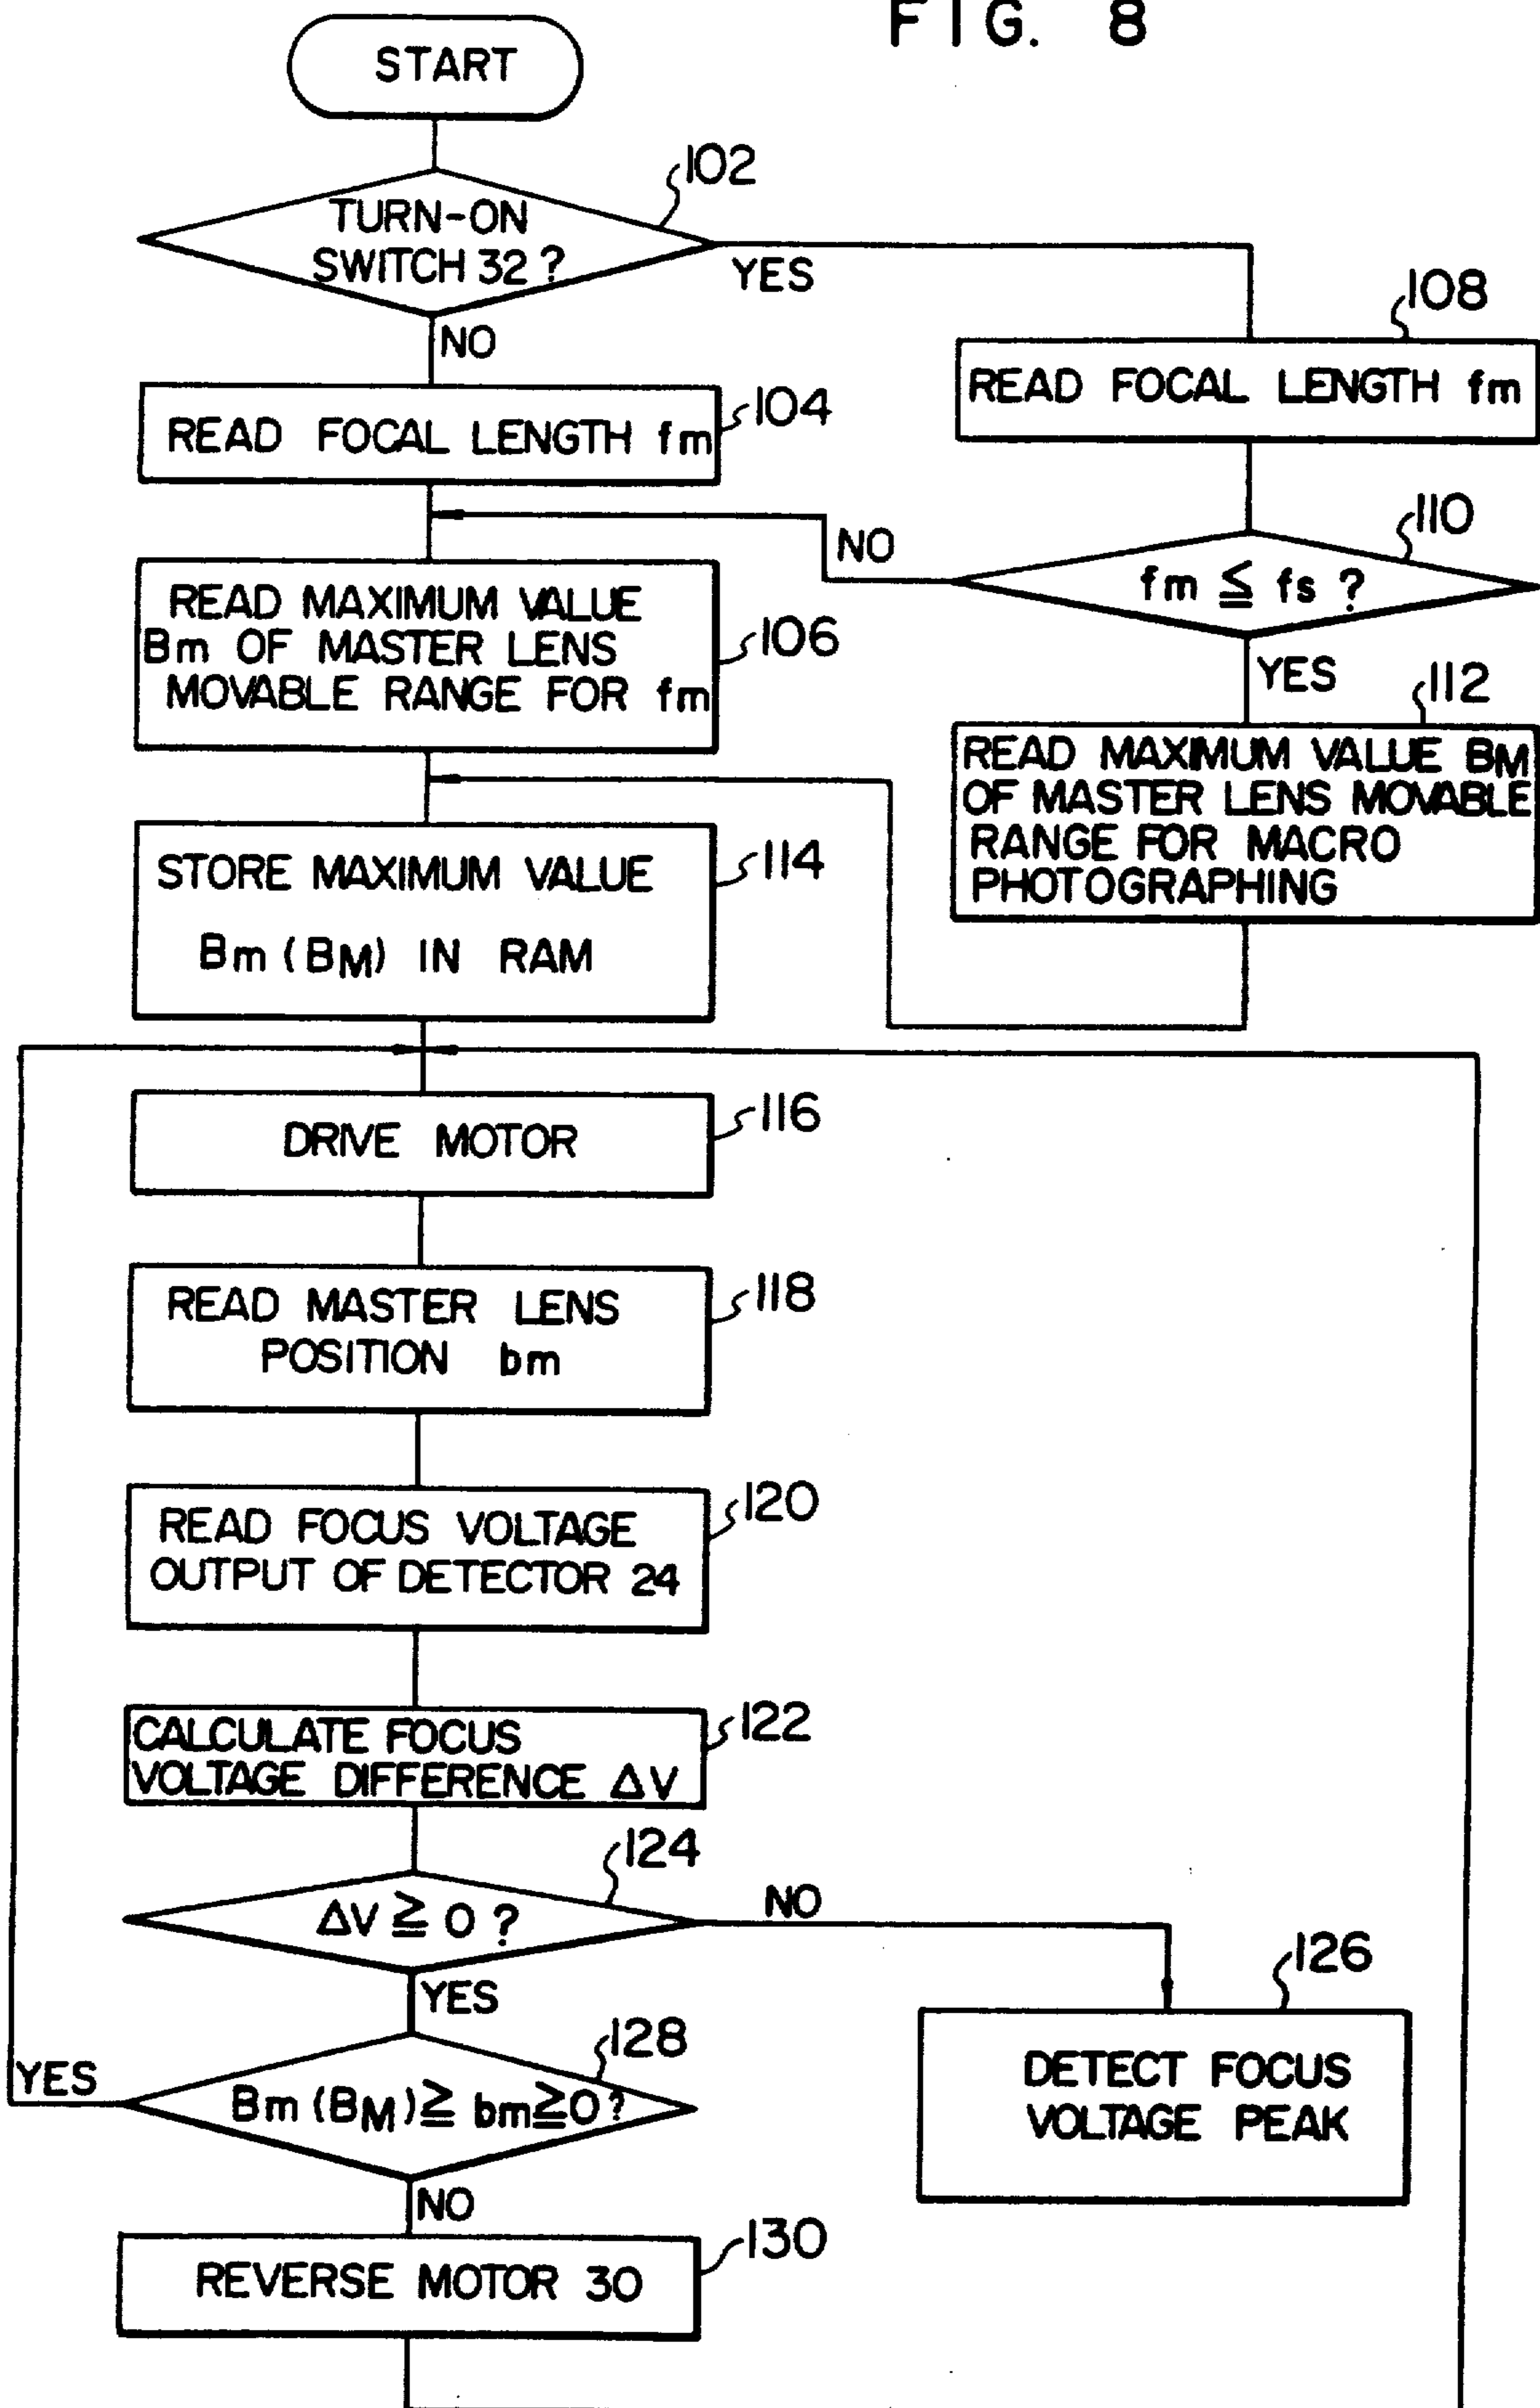 FIG. 8
START
102
TURN-ON
SWITCH 32 ?
YES
NO
108
READ FOCAL LENGTH fm
104
READ FOCAL LENGTH fm
110
fm ≦ fs ?
NO
YES
106
READ MAXIMUM VALUE
Bm OF MASTER LENS
MOVABLE RANGE FOR fm
112
READ MAXIMUM VALUE BM
OF MASTER LENS MOVABLE
RANGE FOR MACRO
PHOTOGRAPHING
114
STORE MAXIMUM VALUE
Bm (BM) IN RAM
116
DRIVE MOTOR
118
READ MASTER LENS
POSITION bm
120
READ FOCUS VOLTAGE
OUTPUT OF DETECTOR 24
122
CALCULATE FOCUS
VOLTAGE DIFFERENCE ΔV
124
ΔV ≧ 0 ?
NO
YES
126
DETECT FOCUS
VOLTAGE PEAK
128
Bm (BM) ≧ bm ≧ 0 ?
YES
NO
130
REVERSE MOTOR 30